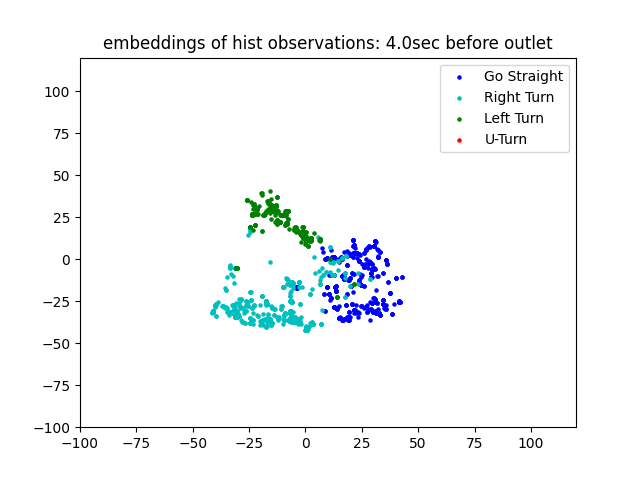 embeddings of hist observations: 4.0sec before outlet
Go Straight
Right Turn
Left Turn
U-Turn
100
75
50
25
0
−25
−50
−75
−100
−100 −75 −50 −25 0 25 50 75 100